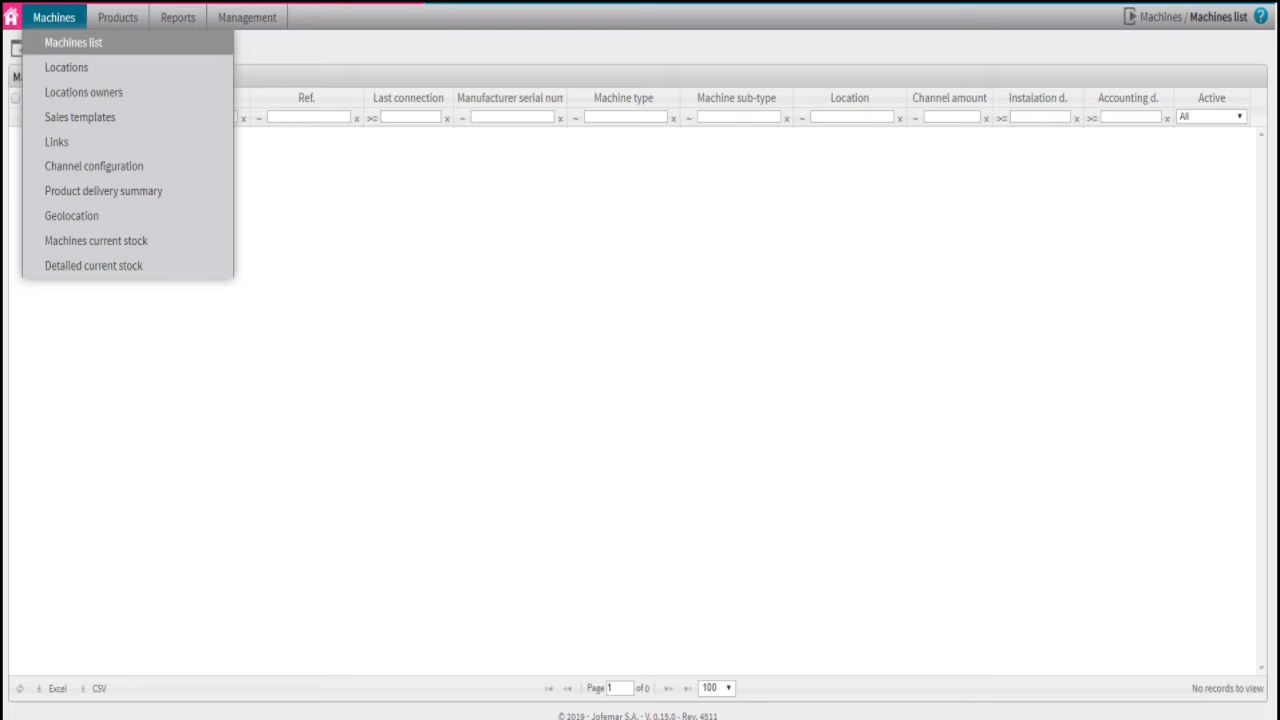 Machines Products Reports Management Machines / Machines list ?
Machines list
Locations
Locations owners
Sales templates
Links
Channel configuration
Product delivery summary
Geolocation
Machines current stock
Detailed current stock
M
Ref. Last connection Manufacturer serial num Machine type Machine sub-type Location Channel amount Instalation d. Accounting d. Active
x ~ x >= x ~ x ~ x ~ x ~ x ~ x >= x >= x All
Excel CSV Page 1 of 0 100 No records to view
© 2019 - Jofemar S.A. - V. 0.15.0 - Rev. 4511